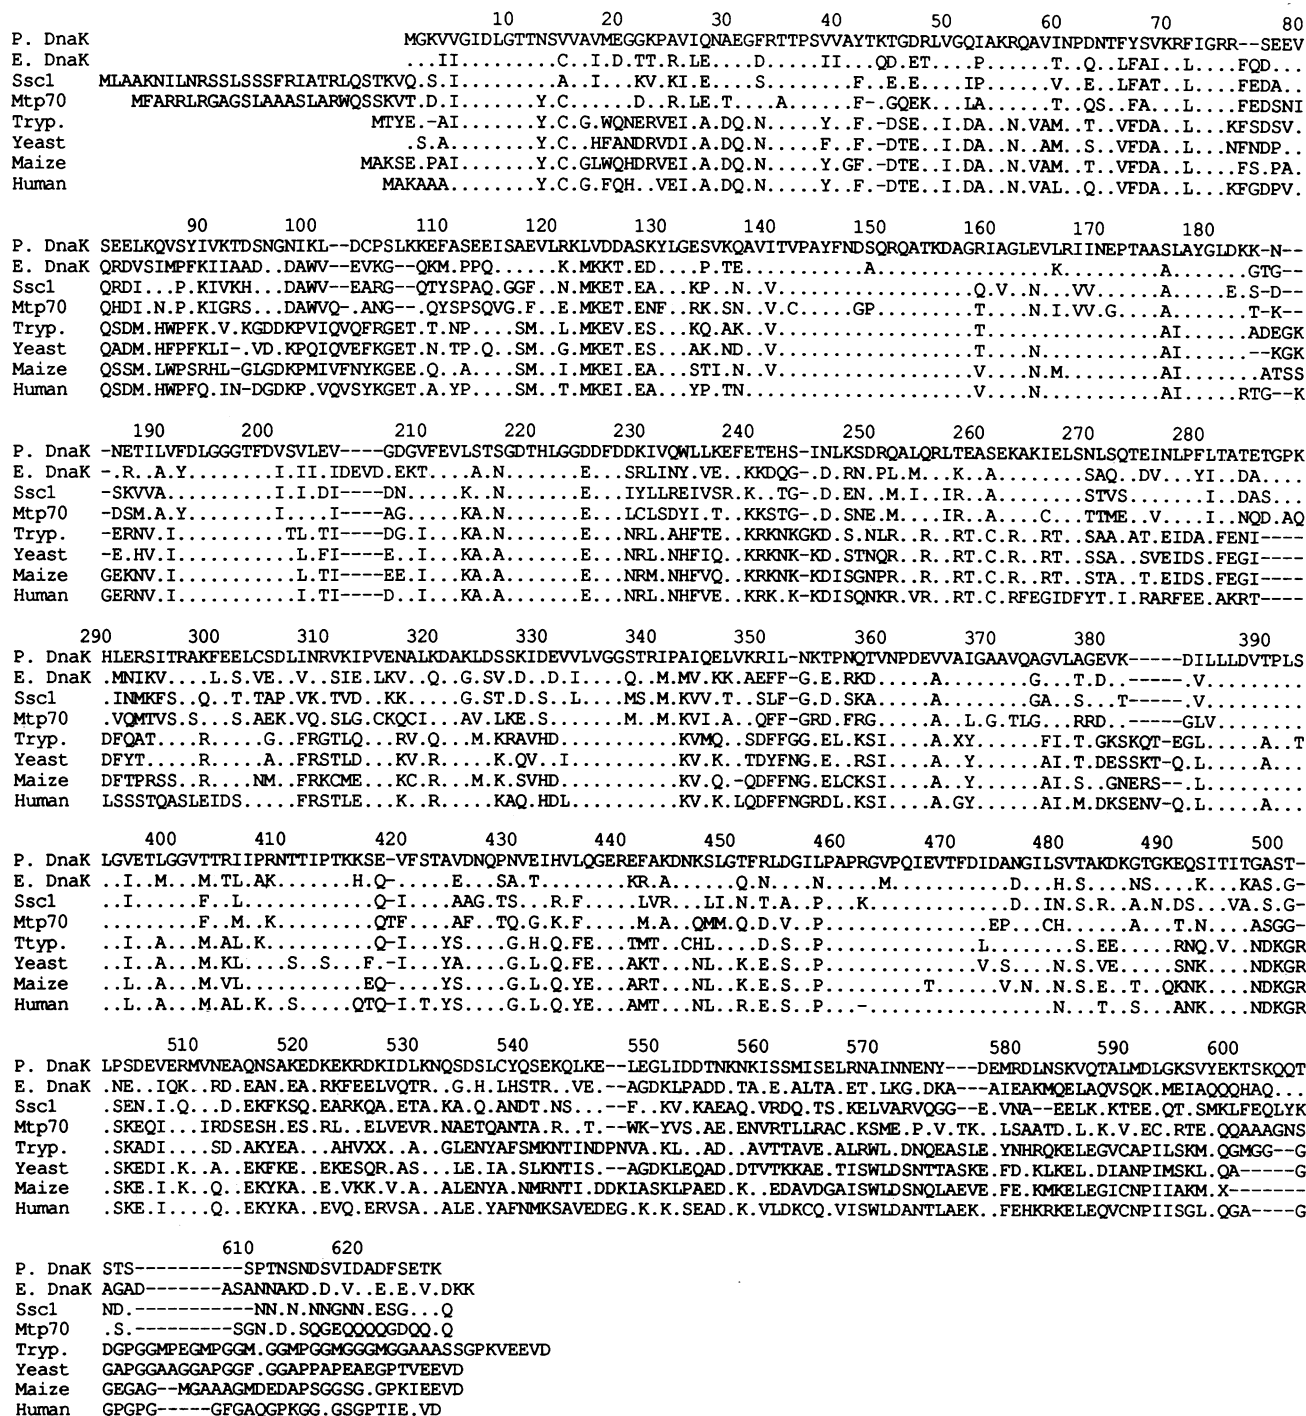 10 20 30 40 50 60 70 80
P. DnaK MGKVVGIDLGTTNSVVAVMEGGKPAVIQNAEGFRTTPSVVAYTKTGDRLVGQIAKRQAVINPDNTFYSVKRFIGRR--SEEV
E. DnaK ...II.........C..I.D.TT.R.LE....D.....II...QD.ET....P.....T..Q..LFAI..L....FQD..
Ssc1 MLAAKNILNRSSLSSSFRIATRLQSTKVQ.S.I.........A..I...KV.KI.E...S.......F..E.E...IP.....V..E..LFAT..L....FEDA..
Mtp70 MFARRLRGAGSLAAASLARWQSSKVT.D.I........Y.C......D..R.LE.T....A......F-.GQEK...LA......T..QS..FA...L....FEDSNI
Tryp. MTYE.-AI........Y.C.G.WQNERVEI.A.DQ.N.....Y..F.-DSE..I.DA..N.VAM..T..VFDA..L...KFSDSV.
Yeast .S.A........Y.C..HFANDRVDI.A.DQ.N.....F..F.-DTE..I.DA..N.AM..S..VFDA..L...NFNDP..
Maize MAKSE.PAI........Y.C.GLWQHDRVEI.A.DQ.N.....Y.GF.-DTE..I.DA..N.VAM..T..VFDA..L...FS.PA.
Human MAKAAA........Y.C.G.FQH..VEI.A.DQ.N.....Y..F.-DTE..I.DA..N.VAL..Q..VFDA..L...KFGDPV.
90 100 110 120 130 140 150 160 170 180
P. DnaK SEELKQVSYIVKTDSNGNIKL--DCPSLKKEFASEEISAEVLRKLVDDASKYLGESVKQAVITVPAYFNDSQRQATKDAGRIAGLEVLRIINEPTAASLAYGLDKK-N--
E. DnaK QRDVSIMPFKIIAAD..DAWV--EVKG--QKM.PPQ......K.MKKT.ED....P.TE...........A................K........A.......GTG--
Ssc1 QRDI...P.KIVKH...DAWV--EARG--QTYSPAQ.GGF..N.MKET.EA...KP...N..V..................Q.V..N...VV......A.....E.S-D--
Mtp70 QHDI.N.P.KIGRS...DAWVQ-.ANG--.QYSPSQVG.F..E.MKET.ENF..RK.SN..V.C.....GP..........T....N.I.VV.G....A.......T-K--
Tryp. QSDM.HWPFK.V.KGDDKPVIQVQFRGET.T.NP....SM..L.MKEV.ES...KQ.AK..V..................T................AI......ADEGK
Yeast QADM.HFPFKLI-.VD.KPQIQVEFKGET.N.TP.Q..SM..G.MKET.ES...AK.ND..V..................T....N...........AI......--KGK
Maize QSSM.LWPSRHL-GLGDKPMIVFNYKGEE.Q..A....SM..S.MKEI.EA...STI.N..V..................V....N.M.........AI......ATSS
Human QSDM.HWPFQ.IN-DGDKP.VQVSYKGET.A.YP....SM..T.MKEI.EA...YP.TN.....................V....N...........AI.....RTG--K
190 200 210 220 230 240 250 260 270 280
P. DnaK -NETILVFDLGGGTFDVSVLEV----GDGVFEVLSTSGDTHLGGDDFDDKIVQWLLKEFETEHS-INLKSDRQALQRLTEASEKAKIELSNLSQTEINLPFLTATETGPK
E. DnaK -.R..A.Y.........I.II.IDEVD.EKT....A.N.......E...SRLINY.VE..KKDQG-.D.RN.PL.M...K..A.........SAQ..DV...YI..DA....
Ssc1 -SKVVA..........I..DI----DN.....K..N.......E...IYLLREIVSR.K..TG-.D.EN..M.I..IR..A........STVS......I..DAS...
Mtp70 -DSM.A.Y........I....I----AG.....KA.N.......E...LCLSDYI.T..KKSTG-.D.SNE.M....IR..A....C...TTME..V....I..NQD.AQ
Tryp. -ERNV.I..........TL.TI----DG.I...KA.N.......E...NRL.AHFTE..KRKNKGKD.S.NLR..R..RT.C.R..RT..SAA.AT.EIDA.FENI----
Yeast -E.HV.I..........L.FI----E..I...KA.A.......E...NRL.NHFIQ..KRKNK-KD.STNQR..R..RT.C.R..RT..SSA..SVEIDS.FEGI----
Maize GEKNV.I..........L.TI----EE.I...KA.A.......E...NRM.NHFVQ..KRKNK-KDISGNPR..R..RT.C.R..RT..STA..T.EIDS.FEGI----
Human GERNV.I..........I.TI----D..I...KA.A.......E...NRL.NHFVE..KRK.K-KDISQNKR.VR..RT.C.RFEGIDFYT.I.RARFEE.AKRT----
290 300 310 320 330 340 350 360 370 380 390
P. DnaK HLERSITRAKFEELCSDLINRVKIPVENALKDAKLDSSKIDEVVLVGGSTRIPAIQELVKRIL-NKTPNQTVNPDEVVAIGAAVQAGVLAGEVK-----DILLLDVTPLS
E. DnaK .MNIKV....L.S.VE..V...SIE.LKV..Q...G.SV.D..D.I.....Q..M.MV.KK.AEFF-G.E.RKD......A........G...T.D..-----.V........
Ssc1 .INMKFS..Q..T.TAP.VK.TVD..KK....G.ST.D.S..L.......MS.M.KVV.T..SLF-G.D.SKA......A........GA...S...T-----.V........
Mtp70 .VQMTVS.S...S.AEK.VQ.SLG.CKQCI...AV.LKE.S........M..M.KVI.A..QFF-GRD.FRG......A..L.G.TLG...RRD..-----GLV.......
Tryp. DFQAT....R.....G..FRGTLQ...RV.Q...M.KRAVHD...........KVMQ..SDFFGG.EL.KSI....A.XY......FI.T.GKSKQT-EGL.....A..T
Yeast DFYT.....R.....A..FRSTLD...KV.R....K.QV...I..........KV..K.TDYFNG.E..RSI....A..Y......AI.T.DESSKT-Q.L.....A...
Maize DFTPRSS..R....NM..FRKCME...KC.R...M.K.SVHD..........KV.Q.-QDFFNG.ELCKSI....A..Y......AI.S..GNERS--.L.........
Human LSSSTQASLEIDS.....FRSTLE...K..R....KAQ.HDL..........KV.K.LQDFFNGRDL.KSI....A.GY......AI.M.DKSENV-Q.L.....A...
400 410 420 430 440 450 460 470 480 490 500
P. DnaK LGVETLGGVTTRIIPRNTTIPTKKSE-VFSTAVDNQPNVEIHVLQGEREFAKDNKSLGTFRLDGILPAPRGVPQIEVTFDIDANGILSVTAKDKGTGKEQSITITGAST-
E. DnaK ..I..M...M.TL.AK.......H.Q-.....E...SA.T........KR.A......Q.N....N.....M.........D...H.S....NS....K...KAS.G-
Ssc1 ..I.......F..L.........Q-I.....AAG.TS..R.F.....LVR...LI.N.T.A..P...K............D...IN.S.R..A.N.DS...VA.S.G-
Mtp70 .........F..M..K........QTF....AF..TQ.G.K.F.....M.A..QMM.Q.D.V..P..............EP...CH......A...T.N....ASGG-
Ttyp. ..I..A...M.AL.K........Q-I...YS...G.H.Q.FE...TMT..CHL....D.S..P..............L.......S.EE.....RNQ.V..NDKGR
Yeast ..I..A...M.KL....S..S...F.-I...YA...G.L.Q.FE...AKT...NL..K.E.S..P..............V.S....N.S.VE....SNK....NDKGR
Maize ..L..A...M.VL..........EQ-.....YS...G.L.Q.YE...ART...NL..K.E.S..P.........T......V.N..N.S.E..T..QKNK....NDKGR
Human ..L..A...M.AL.K..S.....QTQ-I.T.YS...G.L.Q.YE...AMT...NL..R.E.S..P...-.................N...T..S...ANK....NDKGR
510 520 530 540 550 560 570 580 590 600
P. DnaK LPSDEVERMVNEAQNSAKEDKEKRDKIDLKNQSDSLCYQSEKQLKE--LEGLIDDTNKNKISSMISELRNAINNENYN---DEMRDLNSKVQTALMDLGKSVYEKTSKQQT
E. DnaK .NE...IQK..RD.EAN.EA.RKFEELVQTR..G.H.LHSTR..VE.--AGDKLPADD.TA.E.ALTA.ET.LKG.DKA---AIEAKMQELAQVSQK.MEIAQQQHAQ...
Ssc1 .SEN.I.Q...D.EKFKSQ.EARKQA.ETA.KA.Q.ANDT.NS...--F..KV.KAEAQ.VRDQ.TS.KELVARVQGG--E.VNA--EELK.KTEE.QT.SMKLFEQLYK
Mtp70 .SKEQI...IRDSESH.ES.RL..ELVEVR.NAETQANTA.R..T.--WK-YVS.AE.ENVRTLLRAC.KSME.P.V.TK..LSAATD.L.K.V.EC.RTE.QQAAAGNS
Tryp. .SKADI....SD.AKYEA...AHVXX..A...GLENYAFSMKNTINDPNVA.KL..AD..AVTTAVE.ALRWL.DNQEASLE.YNHRQKELEGVCAPILSKM.QGMGG--G
Yeast .SKEDI.K..A..EKFKE..EKESQR.AS...LE.IA.SLKNTIS.--AGDKLEQAD.DTVTKKAE.TISWLDSNTTASKE.FD.KLKEL.DIANPIMSKL.QA-----G
Maize .SKE.I.K..Q..EKYKA..E.VKK.V.A..ALENYA.NMRNTI.DDKIASKLPAED.K..EDAVDGAISWLDSNQLAEVE.FE.KMKELEGICNPIIAKM.X-------
Human .SKE.I....Q..EKYKA..EVQ.ERVSA..ALE.YAFNMKSAVEDEG.K.K.SEAD.K.VLDKCQ.VISWLDANTLAEK..FEHKRKELEQVCNPIISGL.QGA----G
610 620
P. DnaK STS----------SPTNSNDSVIDADFSETK
E. DnaK AGAD-------ASANNAKD.D.V..E.E.V.DKK
Ssc1 ND.-----------NN.N.NNGNN.ESG...Q
Mtp70 .S.---------SGN.D.SQGEQQQQGDQQ.Q
Tryp. DGPGGMPEGMPGGM.GGMPGGMGGGMGGAAASSGPKVEEVD
Yeast GAPGGAAGGAPGGF.GGAPPAPEAEGPTVEEVD
Maize GEGAG--MGAAAGMDEDAPSGGSG.GPKIEEVD
Human GPGPG-----GFGAQGPKGG.GSGPTIE.VD